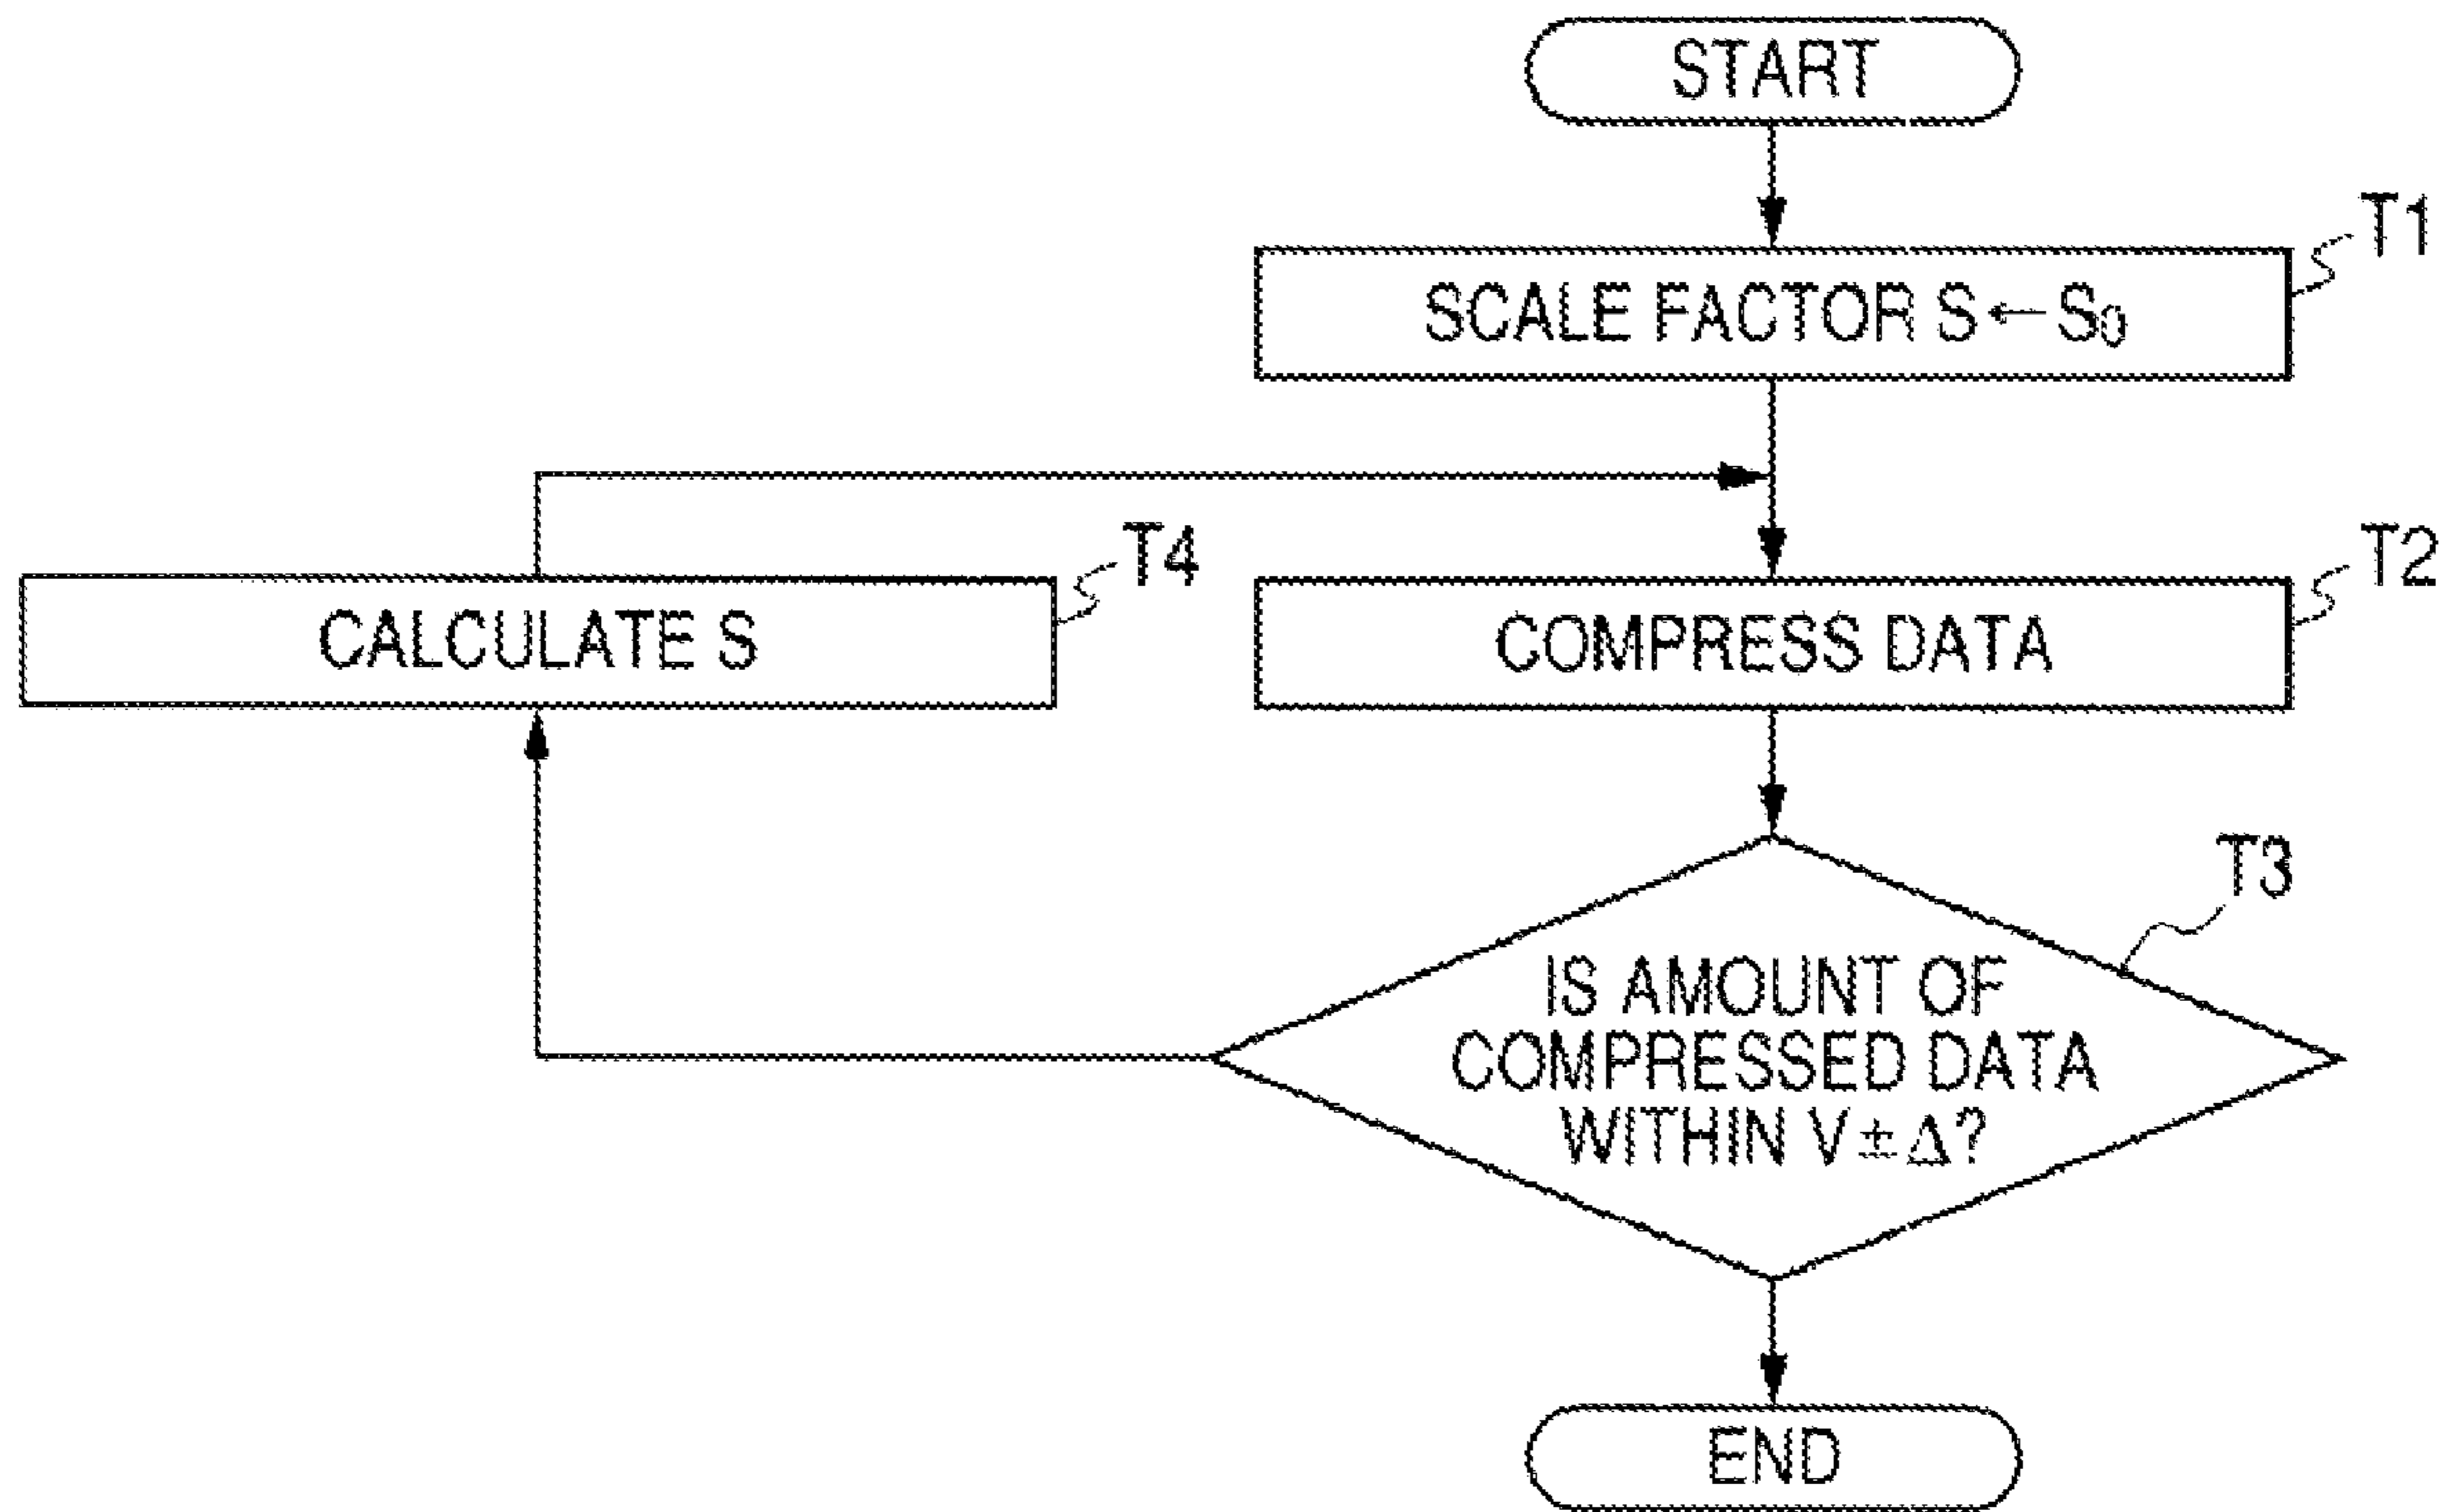 START
T1
SCALE FACTOR S ← S₀
T4
CALCULATE S
T2
COMPRESS DATA
T3
IS AMOUNT OF
COMPRESSED DATA
WITHIN V ± Δ?
END